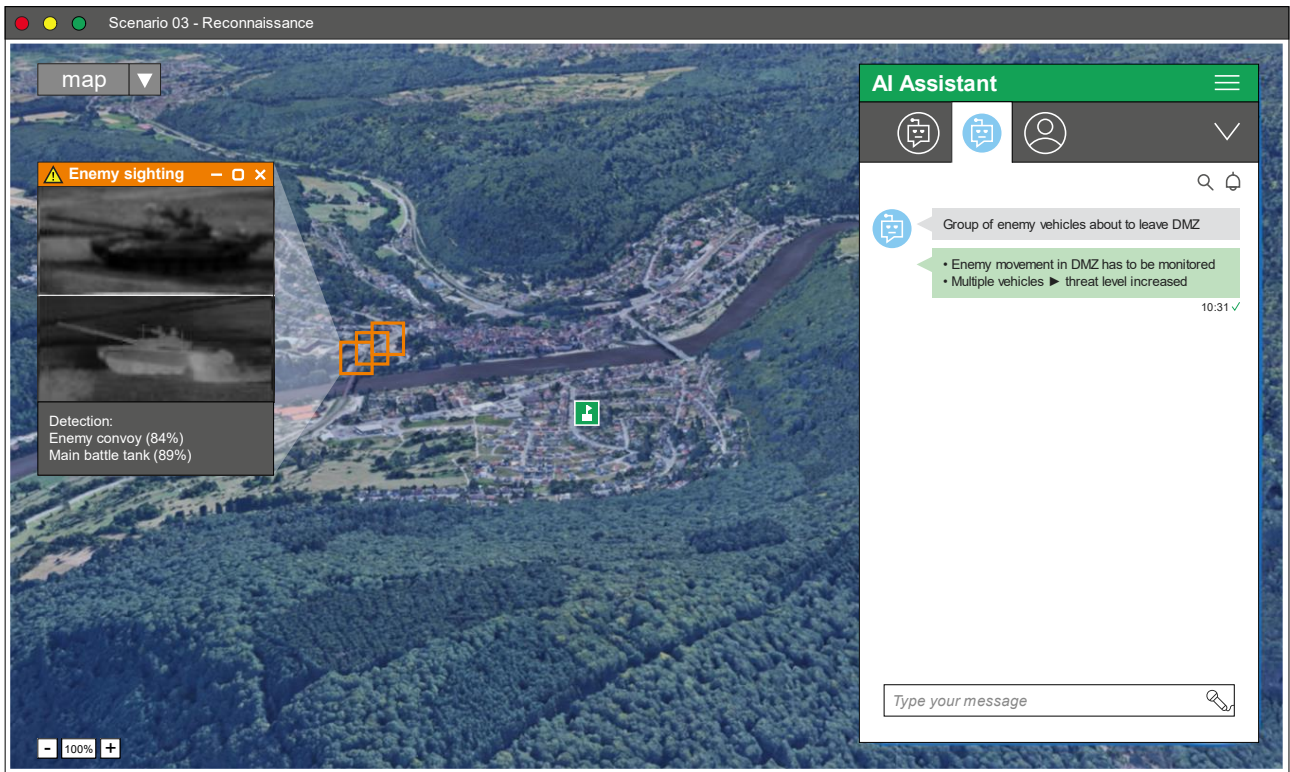 Scenario 03 - Reconnaissance
map ▼
⚠ Enemy sighting
Detection:
Enemy convoy (84%)
Main battle tank (89%)
- 100% +
AI Assistant
Group of enemy vehicles about to leave DMZ
• Enemy movement in DMZ has to be monitored
• Multiple vehicles ► threat level increased
10:31 ✓
Type your message